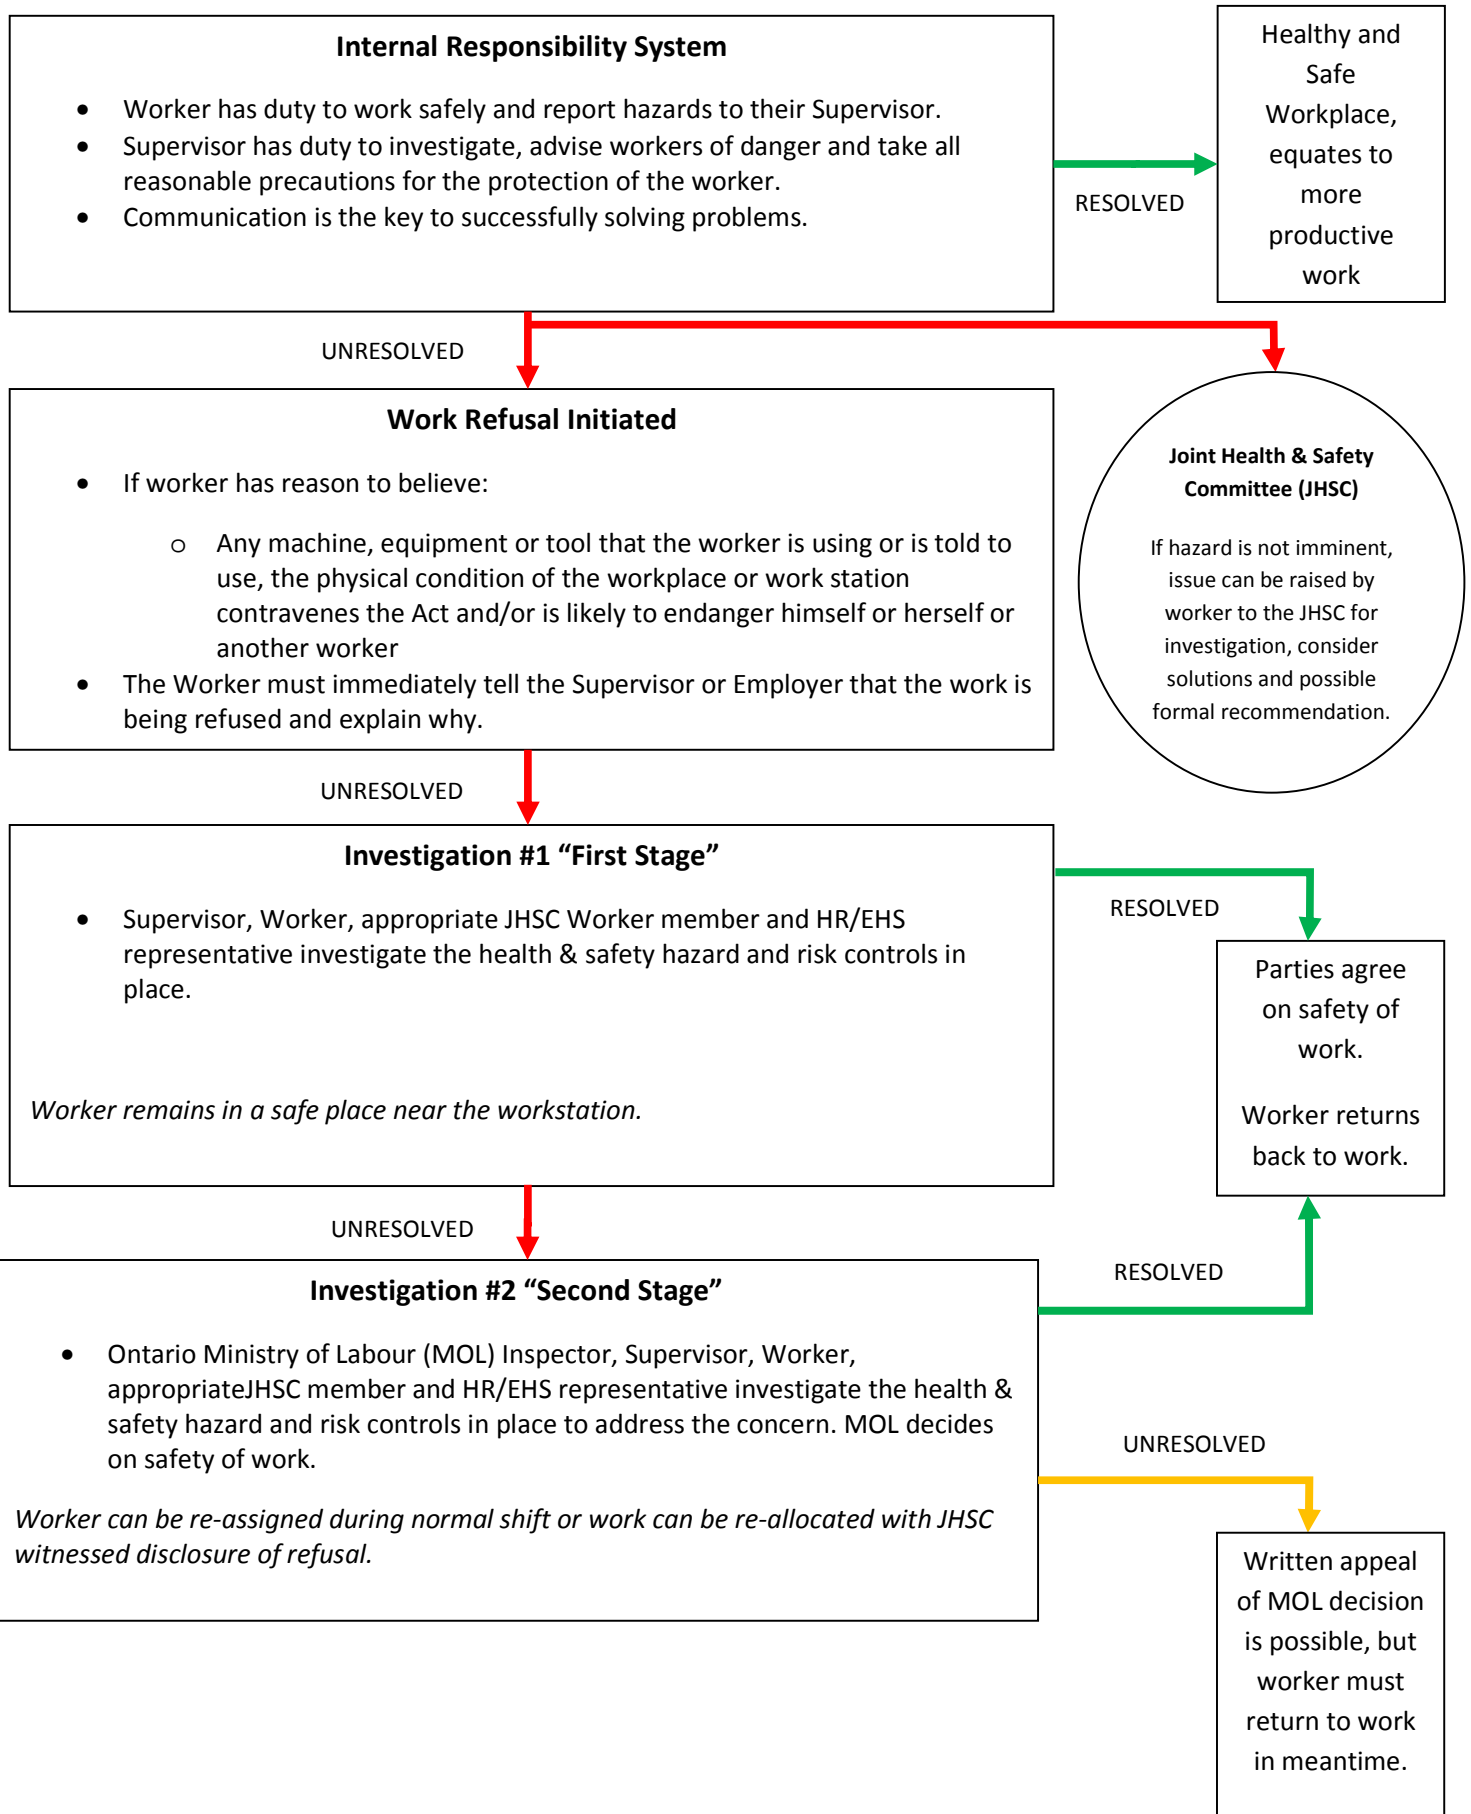 Internal Responsibility System
• Worker has duty to work safely and report hazards to their Supervisor.
• Supervisor has duty to investigate, advise workers of danger and take all
reasonable precautions for the protection of the worker.
• Communication is the key to successfully solving problems.
RESOLVED
Healthy and
Safe
Workplace,
equates to
more
productive
work
UNRESOLVED
Work Refusal Initiated
• If worker has reason to believe:
o Any machine, equipment or tool that the worker is using or is told to
use, the physical condition of the workplace or work station
contravenes the Act and/or is likely to endanger himself or herself or
another worker
• The Worker must immediately tell the Supervisor or Employer that the work is
being refused and explain why.
Joint Health & Safety
Committee (JHSC)
If hazard is not imminent,
issue can be raised by
worker to the JHSC for
investigation, consider
solutions and possible
formal recommendation.
UNRESOLVED
Investigation #1 “First Stage”
• Supervisor, Worker, appropriate JHSC Worker member and HR/EHS
representative investigate the health & safety hazard and risk controls in
place.
Worker remains in a safe place near the workstation.
RESOLVED
Parties agree
on safety of
work.
Worker returns
back to work.
UNRESOLVED
Investigation #2 “Second Stage”
• Ontario Ministry of Labour (MOL) Inspector, Supervisor, Worker,
appropriateJHSC member and HR/EHS representative investigate the health &
safety hazard and risk controls in place to address the concern. MOL decides
on safety of work.
Worker can be re-assigned during normal shift or work can be re-allocated with JHSC
witnessed disclosure of refusal.
RESOLVED
UNRESOLVED
Written appeal
of MOL decision
is possible, but
worker must
return to work
in meantime.